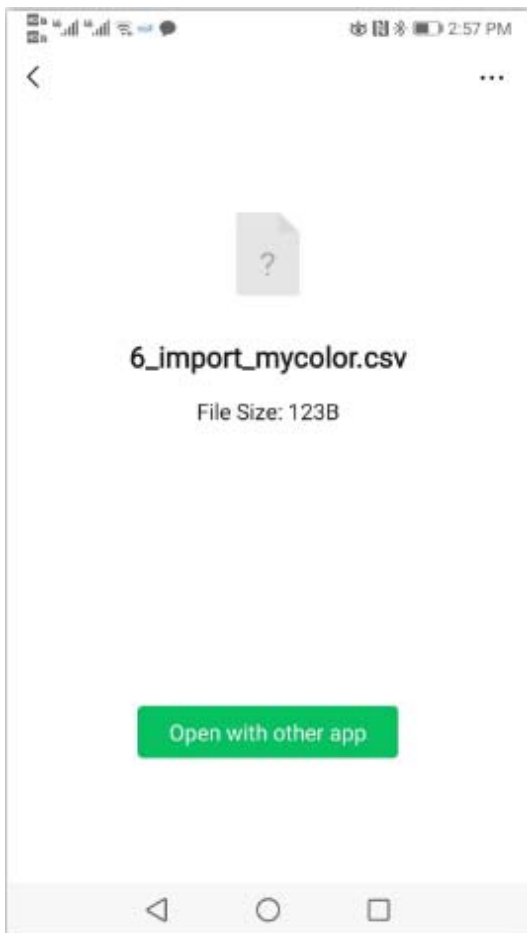 2:57 PM
?
6_import_mycolor.csv
File Size: 123B
Open with other app